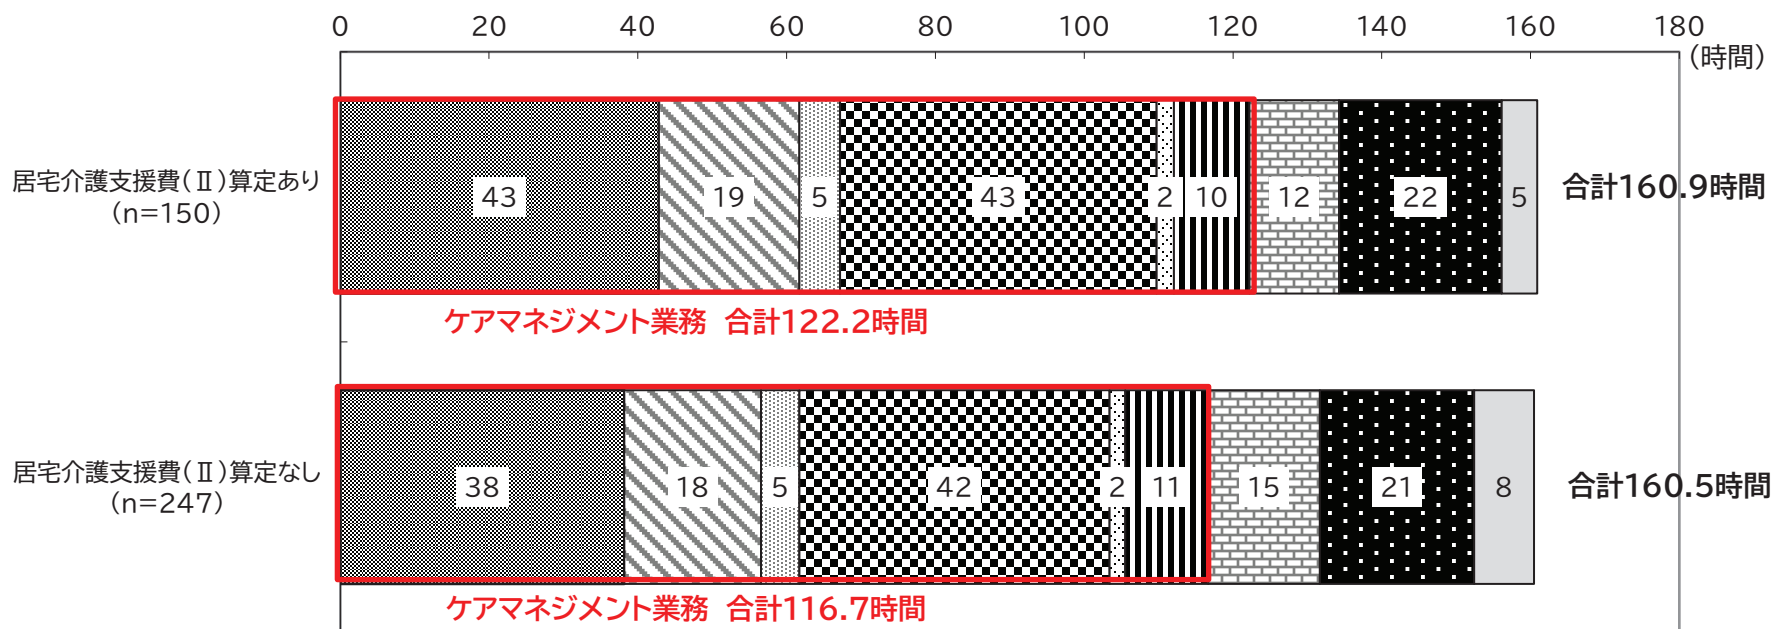 0 20 40 60 80 100 120 140 160 180
(時間)
居宅介護支援費(Ⅱ)算定あり
(n=150)
43 19 5 43 2 10 12 22 5
合計160.9時間
ケアマネジメント業務 合計122.2時間
居宅介護支援費(Ⅱ)算定なし
(n=247)
38 18 5 42 2 11 15 21 8
合計160.5時間
ケアマネジメント業務 合計116.7時間